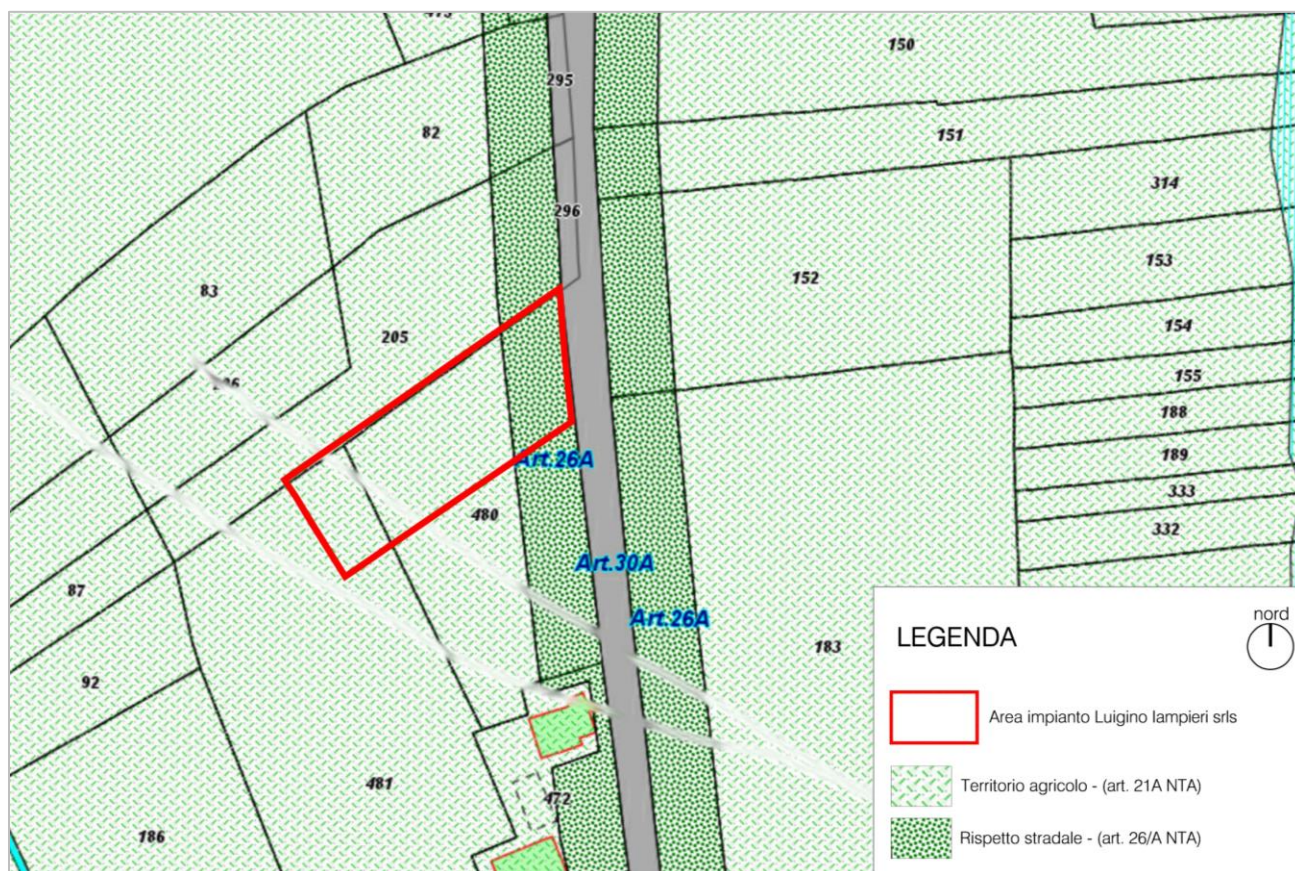 150
295
82
151
314
296
153
152
83
154
205
155
188
189
Art.26A
333
480
332
Art.30A
87
Art.26A
183
92
481
472
186
LEGENDA
nord
Area impianto Luigino Iampieri srls
Territorio agricolo - (art. 21A NTA)
Rispetto stradale - (art. 26/A NTA)